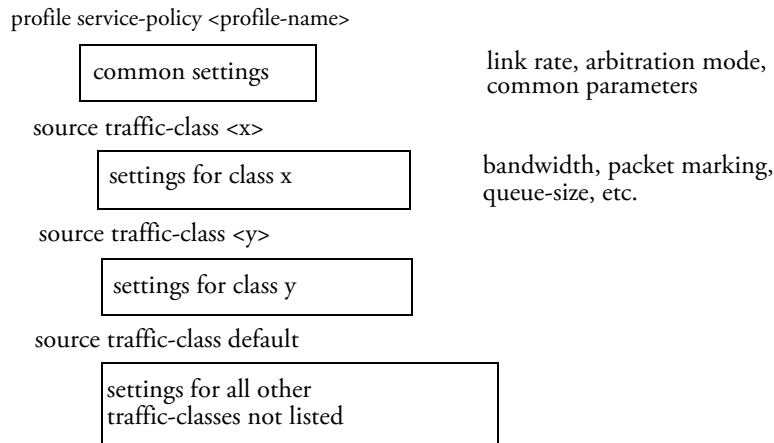 profile service-policy <profile-name>
common settings
link rate, arbitration mode,
common parameters
source traffic-class <x>
settings for class x
bandwidth, packet marking,
queue-size, etc.
source traffic-class <y>
settings for class y
source traffic-class default
settings for all other
traffic-classes not listed